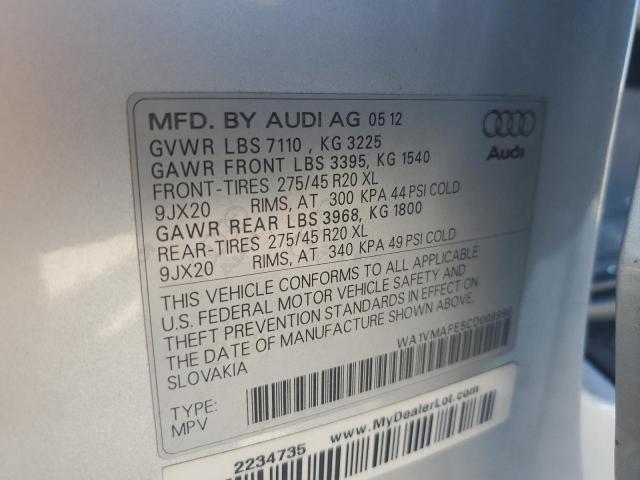 MFD. BY AUDI AG 05 12
GVWR LBS 7110 , KG 3225
GAWR FRONT LBS 3395, KG 1540
FRONT-TIRES 275/45 R20 XL
9JX20 RIMS, AT 300 KPA 44 PSI COLD
GAWR REAR LBS 3968, KG 1800
REAR-TIRES 275/45 R20 XL
9JX20 RIMS, AT 340 KPA 49 PSI COLD
Audi
THIS VEHICLE CONFORMS TO ALL APPLICABLE
U.S. FEDERAL MOTOR VEHICLE SAFETY AND
THEFT PREVENTION STANDARDS IN EFFECT ON
THE DATE OF MANUFACTURE SHOWN ABOVE.
SLOVAKIA
TYPE:
MPV
www.MyDealerLot.com
2234735